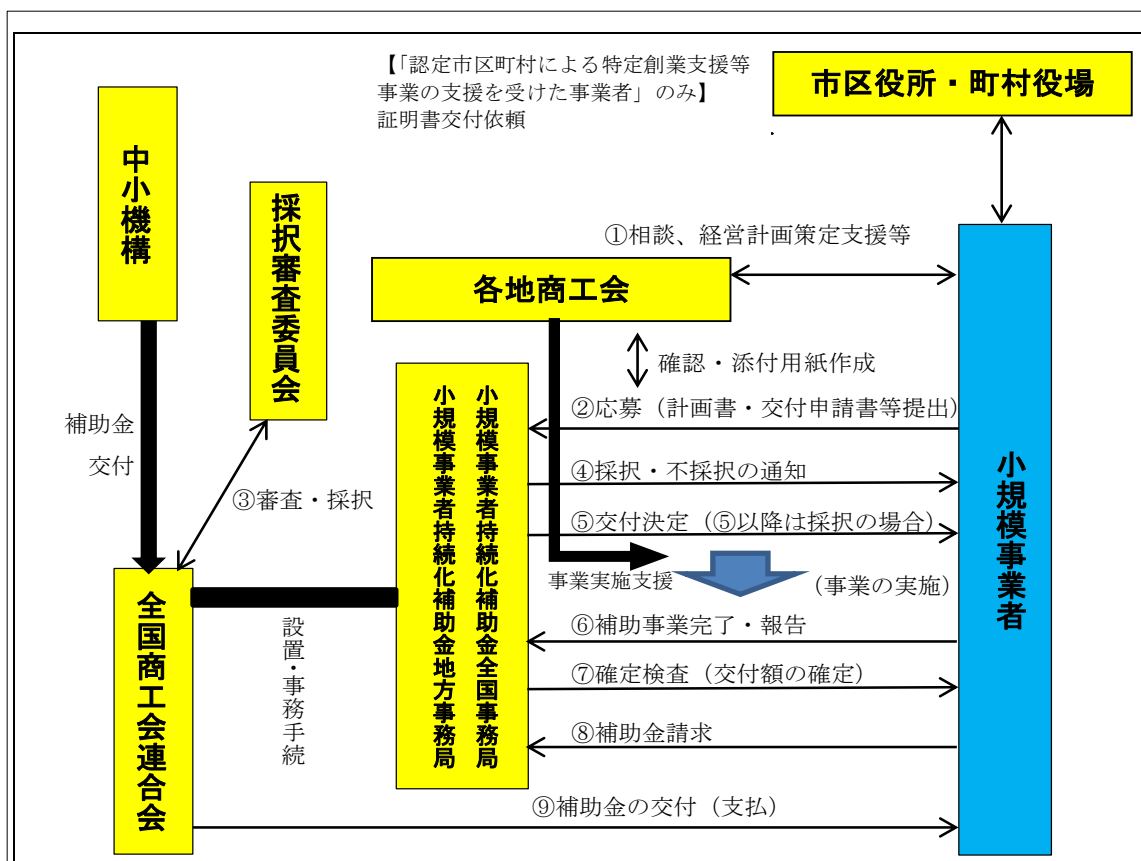 【「認定市区町村による特定創業支援等
事業の支援を受けた事業者」のみ】
証明書交付依頼
市区役所・町村役場
中小機構
採択審査委員会
①相談、経営計画策定支援等
各地商工会
確認・添付用紙作成
補助金
交付
③審査・採択
小規模事業者持続化補助金全国事務局
小規模事業者持続化補助金地方事務局
②応募（計画書・交付申請書等提出）
④採択・不採択の通知
⑤交付決定（⑤以降は採択の場合）
事業実施支援
（事業の実施）
小規模事業者
全国商工会連合会
設置・事務手続
⑥補助事業完了・報告
⑦確定検査（交付額の確定）
⑧補助金請求
⑨補助金の交付（支払）